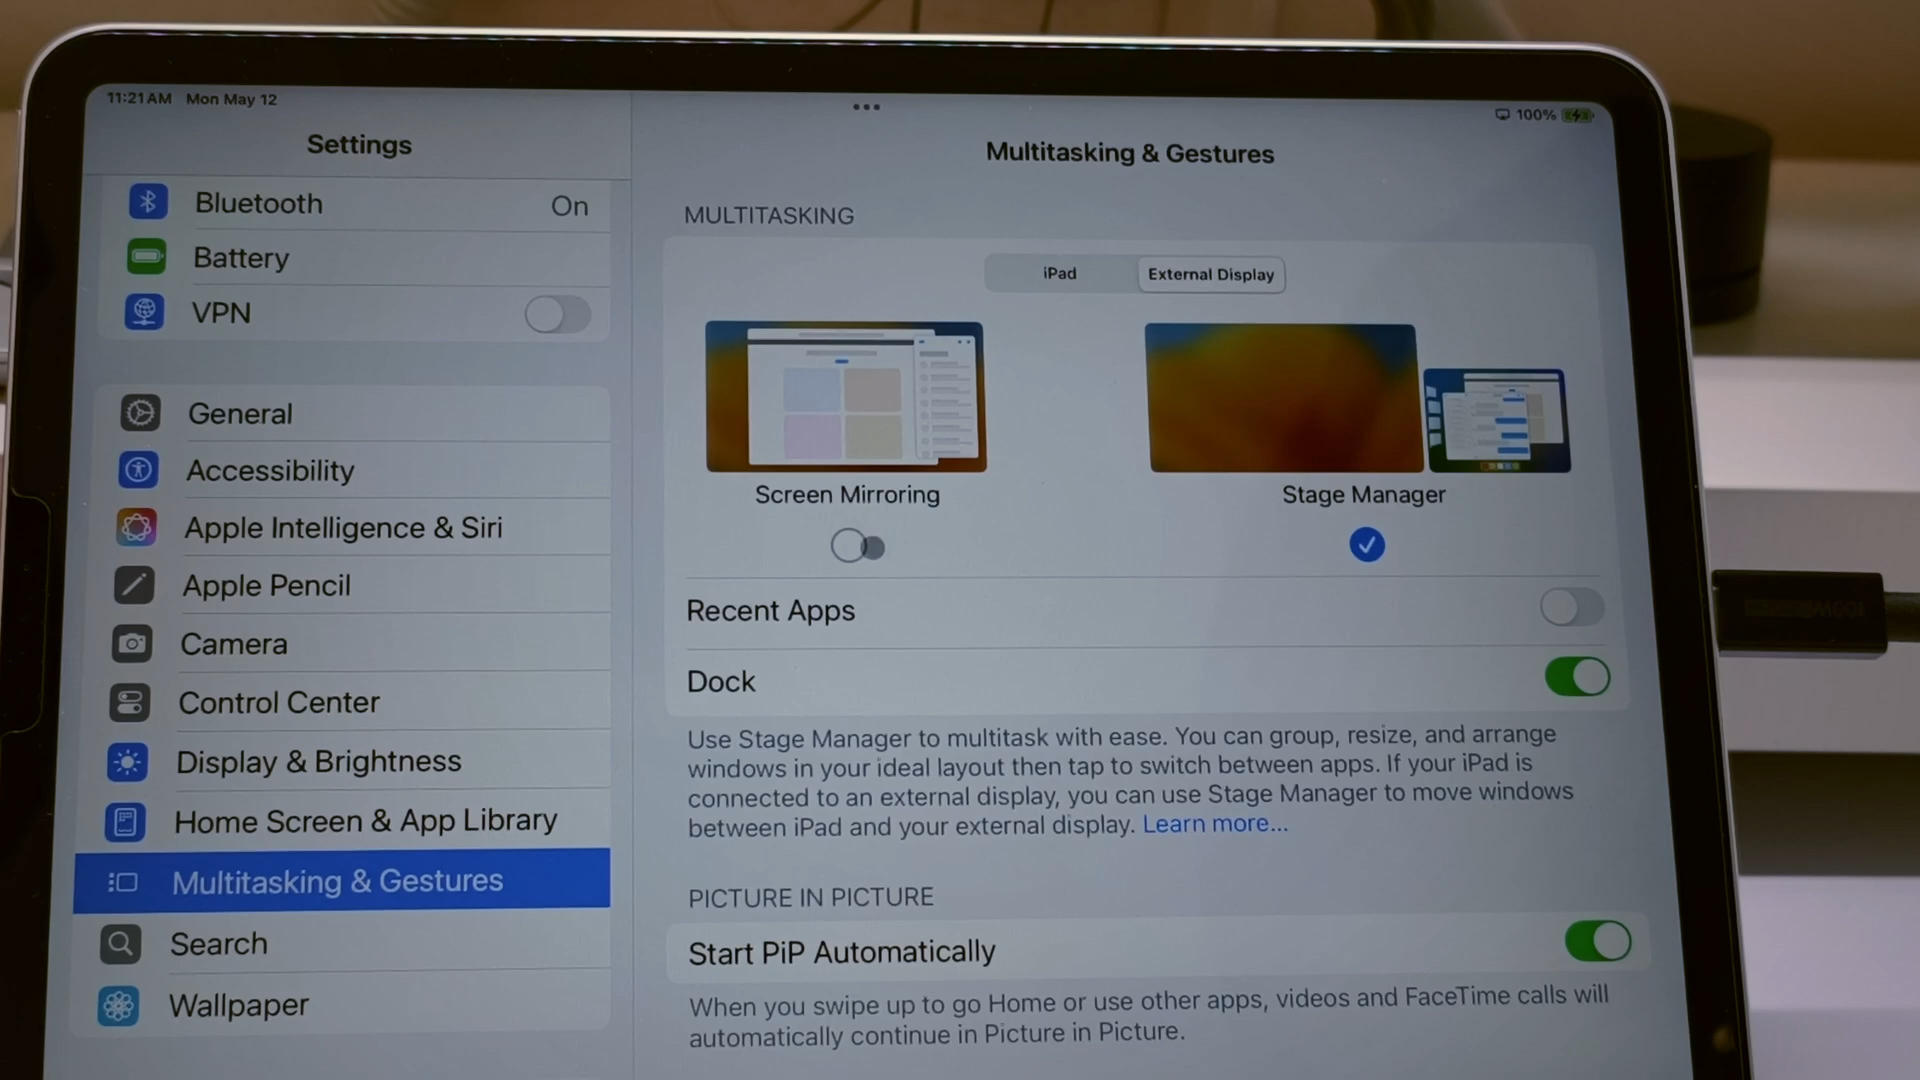 11:21 AM Mon May 12
100%
Settings
Bluetooth
On
Battery
VPN
General
Accessibility
Apple Intelligence & Siri
Apple Pencil
Camera
Control Center
Display & Brightness
Home Screen & App Library
Multitasking & Gestures
Search
Wallpaper
Multitasking & Gestures
MULTITASKING
iPad
External Display
Screen Mirroring
Stage Manager
Recent Apps
Dock
Use Stage Manager to multitask with ease. You can group, resize, and arrange
windows in your ideal layout then tap to switch between apps. If your iPad is
connected to an external display, you can use Stage Manager to move windows
between iPad and your external display. Learn more...
PICTURE IN PICTURE
Start PiP Automatically
When you swipe up to go Home or use other apps, videos and FaceTime calls will
automatically continue in Picture in Picture.